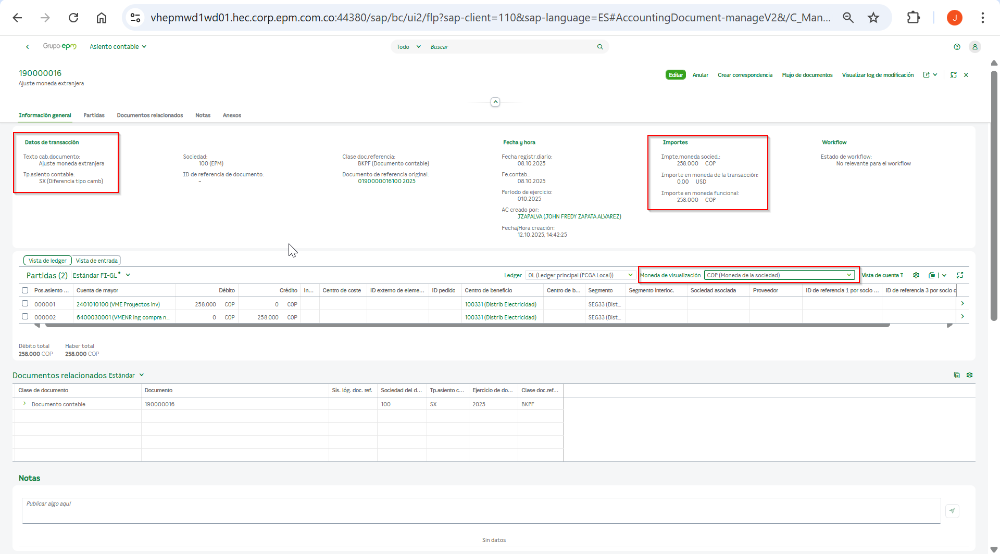 vhepmwd1wd01.hec.corp.epm.com.co:44380/sap/bc/ui2/flp?sap-client=110&sap-language=ES#AccountingDocument-manageV2&/C_Man...
J
Grupo·epm
Asiento contable
Todo
Buscar
190000016
Ajuste moneda extranjera
Editar
Anular
Crear correspondencia
Flujo de documentos
Visualizar log de modificación
Información general
Partidas
Documentos relacionados
Notas
Anexos
Datos de transacción
Texto cab.documento:
Ajuste moneda extranjera
Tp.asiento contable:
SX (Diferencia tipo camb)
Sociedad:
100 (EPM)
ID de referencia de documento:
–
Clase doc.referencia:
BKPF (Documento contable)
Documento de referencia original:
0190000016100 2025
Fecha y hora
Fecha registr.diario:
08.10.2025
Fe.contab.:
08.10.2025
Período de ejercicio:
010.2025
AC creado por:
JZAPALVA (JOHN FREDY ZAPATA ALVAREZ)
Fecha/Hora creación:
12.10.2025, 14:42:25
Importes
Impte.moneda socied.:
258.000 COP
Importe en moneda de la transacción:
0,00 USD
Importe en moneda funcional:
258.000 COP
Workflow
Estado de workflow:
No relevante para el workflow
Vista de ledger
Vista de entrada
Partidas (2)
Estándar FI-GL
Ledger
0L (Ledger principal (PCGA Local))
Moneda de visualización
COP (Moneda de la sociedad)
Vista de cuenta T
Pos.asiento ... Cuenta de mayor Débito Crédito In... Centro de coste ID externo de eleme... ID pedido Centro de beneficio Centro de b... Segmento Segmento interloc. Sociedad asociada Proveedor ID de referencia 1 por socio ... ID de referencia 3 por socio c
000001 2401010100 (VME Proyectos inv) 258.000 COP 0 COP 100331 (Distrib Electricidad) SEG33 (Dist...
000002 6400030001 (VMENR ing compra n... 0 COP 258.000 COP 100331 (Distrib Electricidad) SEG33 (Dist...
Débito total Haber total
258.000 COP 258.000 COP
Documentos relacionados
Estándar
Clase de documento Documento Sis. lóg. doc. ref. Sociedad del d... Tp.asiento c... Ejercicio de do... Clase doc.ref...
Documento contable 190000016 100 SX 2025 BKPF
Notas
Publicar algo aquí
Sin datos